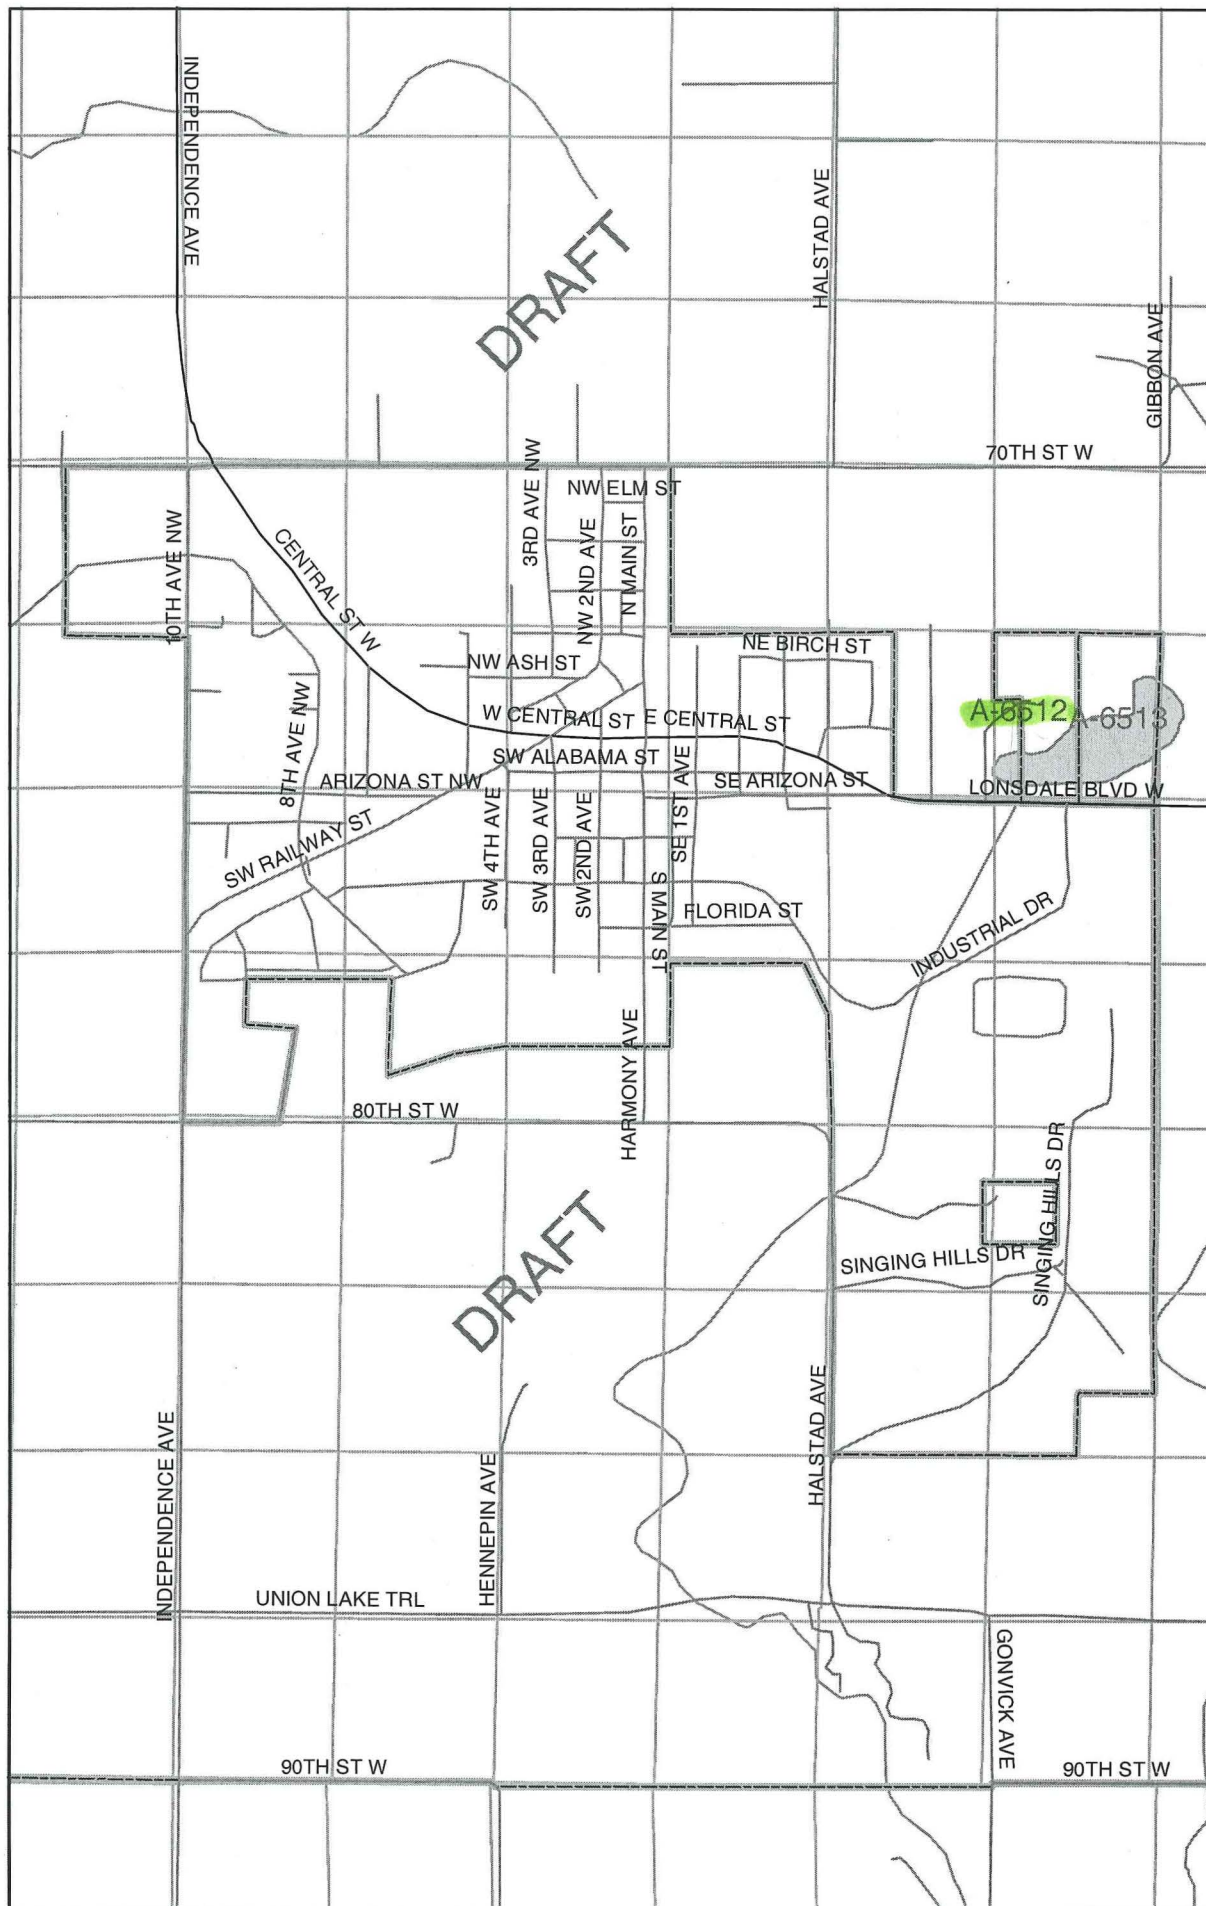 INDEPENDENCE AVE
HALSTAD AVE
DRAFT
GIBBON AVE
70TH ST W
3RD AVE NW
NW ELM ST
10TH AVE NW
CENTRAL ST W
NW 2ND AVE
N MAIN ST
NE BIRCH ST
NW ASH ST
8TH AVE NW
W CENTRAL ST
E CENTRAL ST
A-6512
A-6513
SW ALABAMA ST
ARIZONA ST NW
SE ARIZONA ST
LONSDALE BLVD W
SW RAILWAY ST
SW 4TH AVE
SW 3RD AVE
SW 2ND AVE
SE 1ST AVE
S MAIN ST
FLORIDA ST
INDUSTRIAL DR
HARMONY AVE
80TH ST W
SINGING HILLS DR
DRAFT
SINGING HILLS DR
INDEPENDENCE AVE
HENNEPIN AVE
HALSTAD AVE
UNION LAKE TRL
GONVICK AVE
90TH ST W
90TH ST W